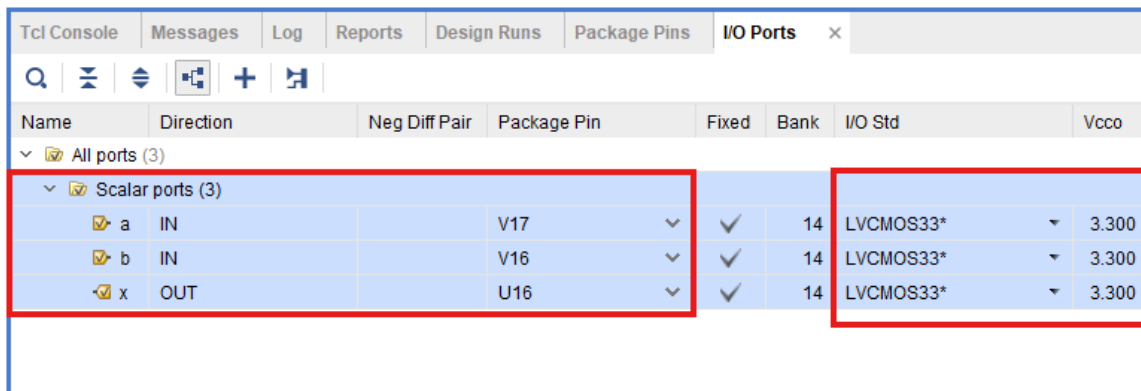 Tcl Console Messages Log Reports Design Runs Package Pins I/O Ports ×
Name Direction Neg Diff Pair Package Pin Fixed Bank I/O Std Vcco
All ports (3)
Scalar ports (3)
a IN V17 14 LVCMOS33* 3.300
b IN V16 14 LVCMOS33* 3.300
x OUT U16 14 LVCMOS33* 3.300